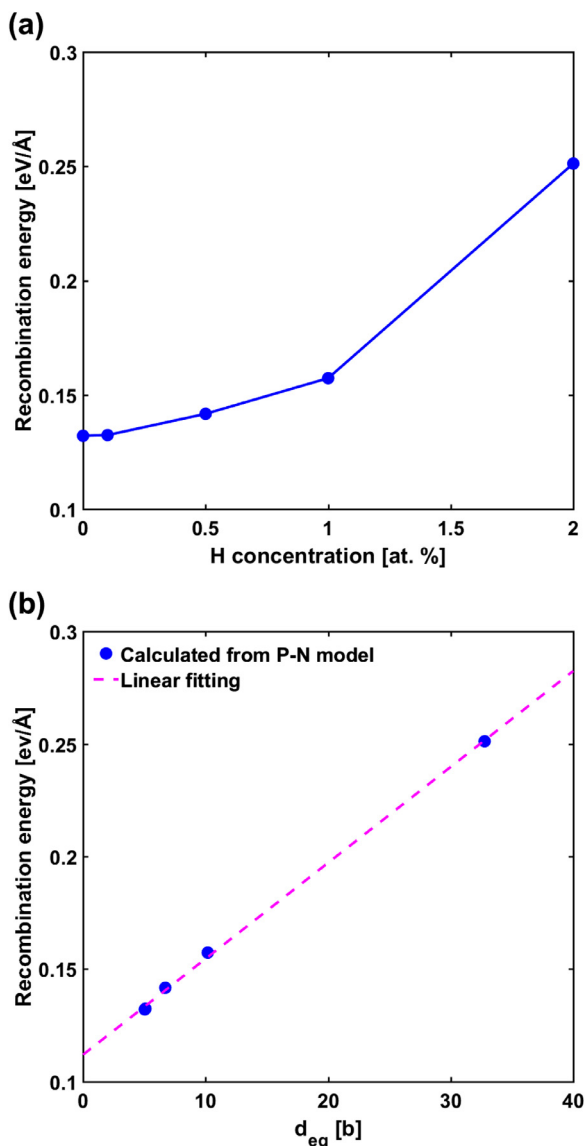 (a)
0.3
0.25
0.2
0.15
0.1
Recombination energy [eV/Å]
0 0.5 1 1.5 2
H concentration [at. %]
(b)
0.3
0.25
0.2
0.15
0.1
Recombination energy [ev/Å]
Calculated from P-N model
Linear fitting
0 10 20 30 40
d_eq [b]